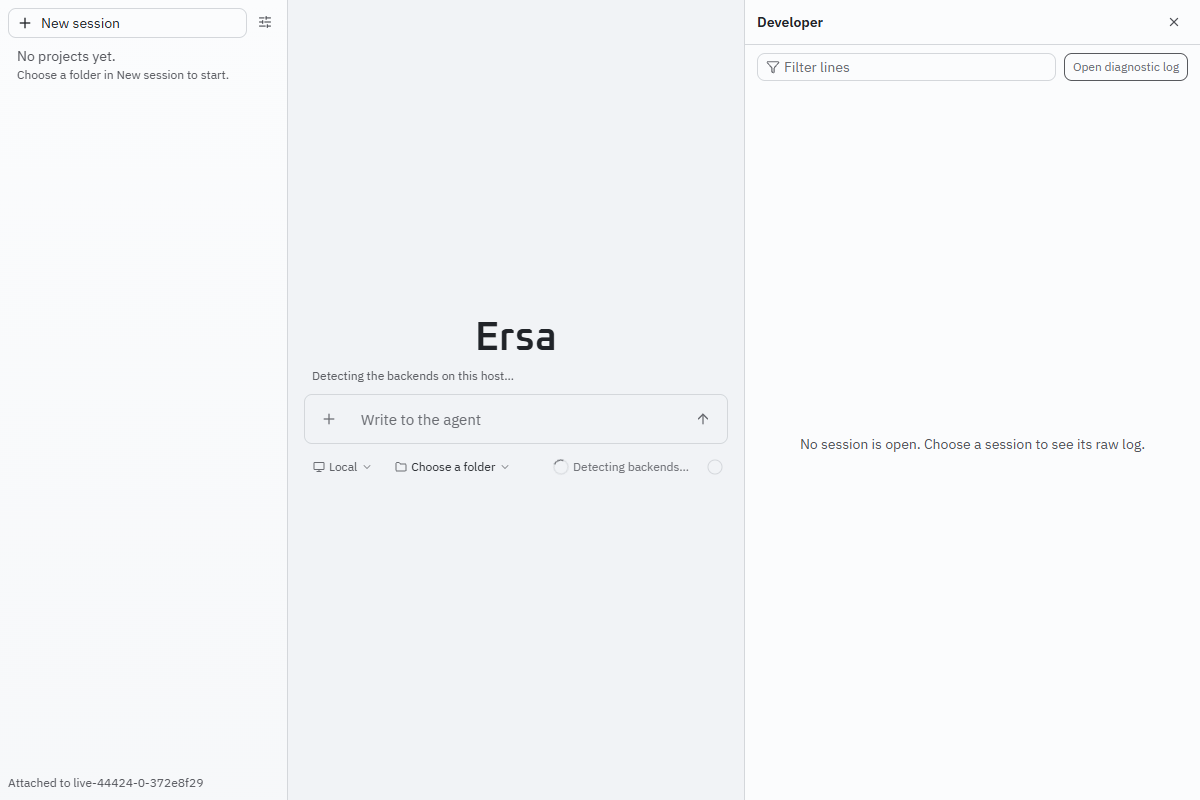 New session
No projects yet.
Choose a folder in New session to start.
Attached to live-44424-0-372e8f29
Ersa
Detecting the backends on this host...
Write to the agent
Local
Choose a folder
Detecting backends...
Developer
Filter lines
Open diagnostic log
No session is open. Choose a session to see its raw log.